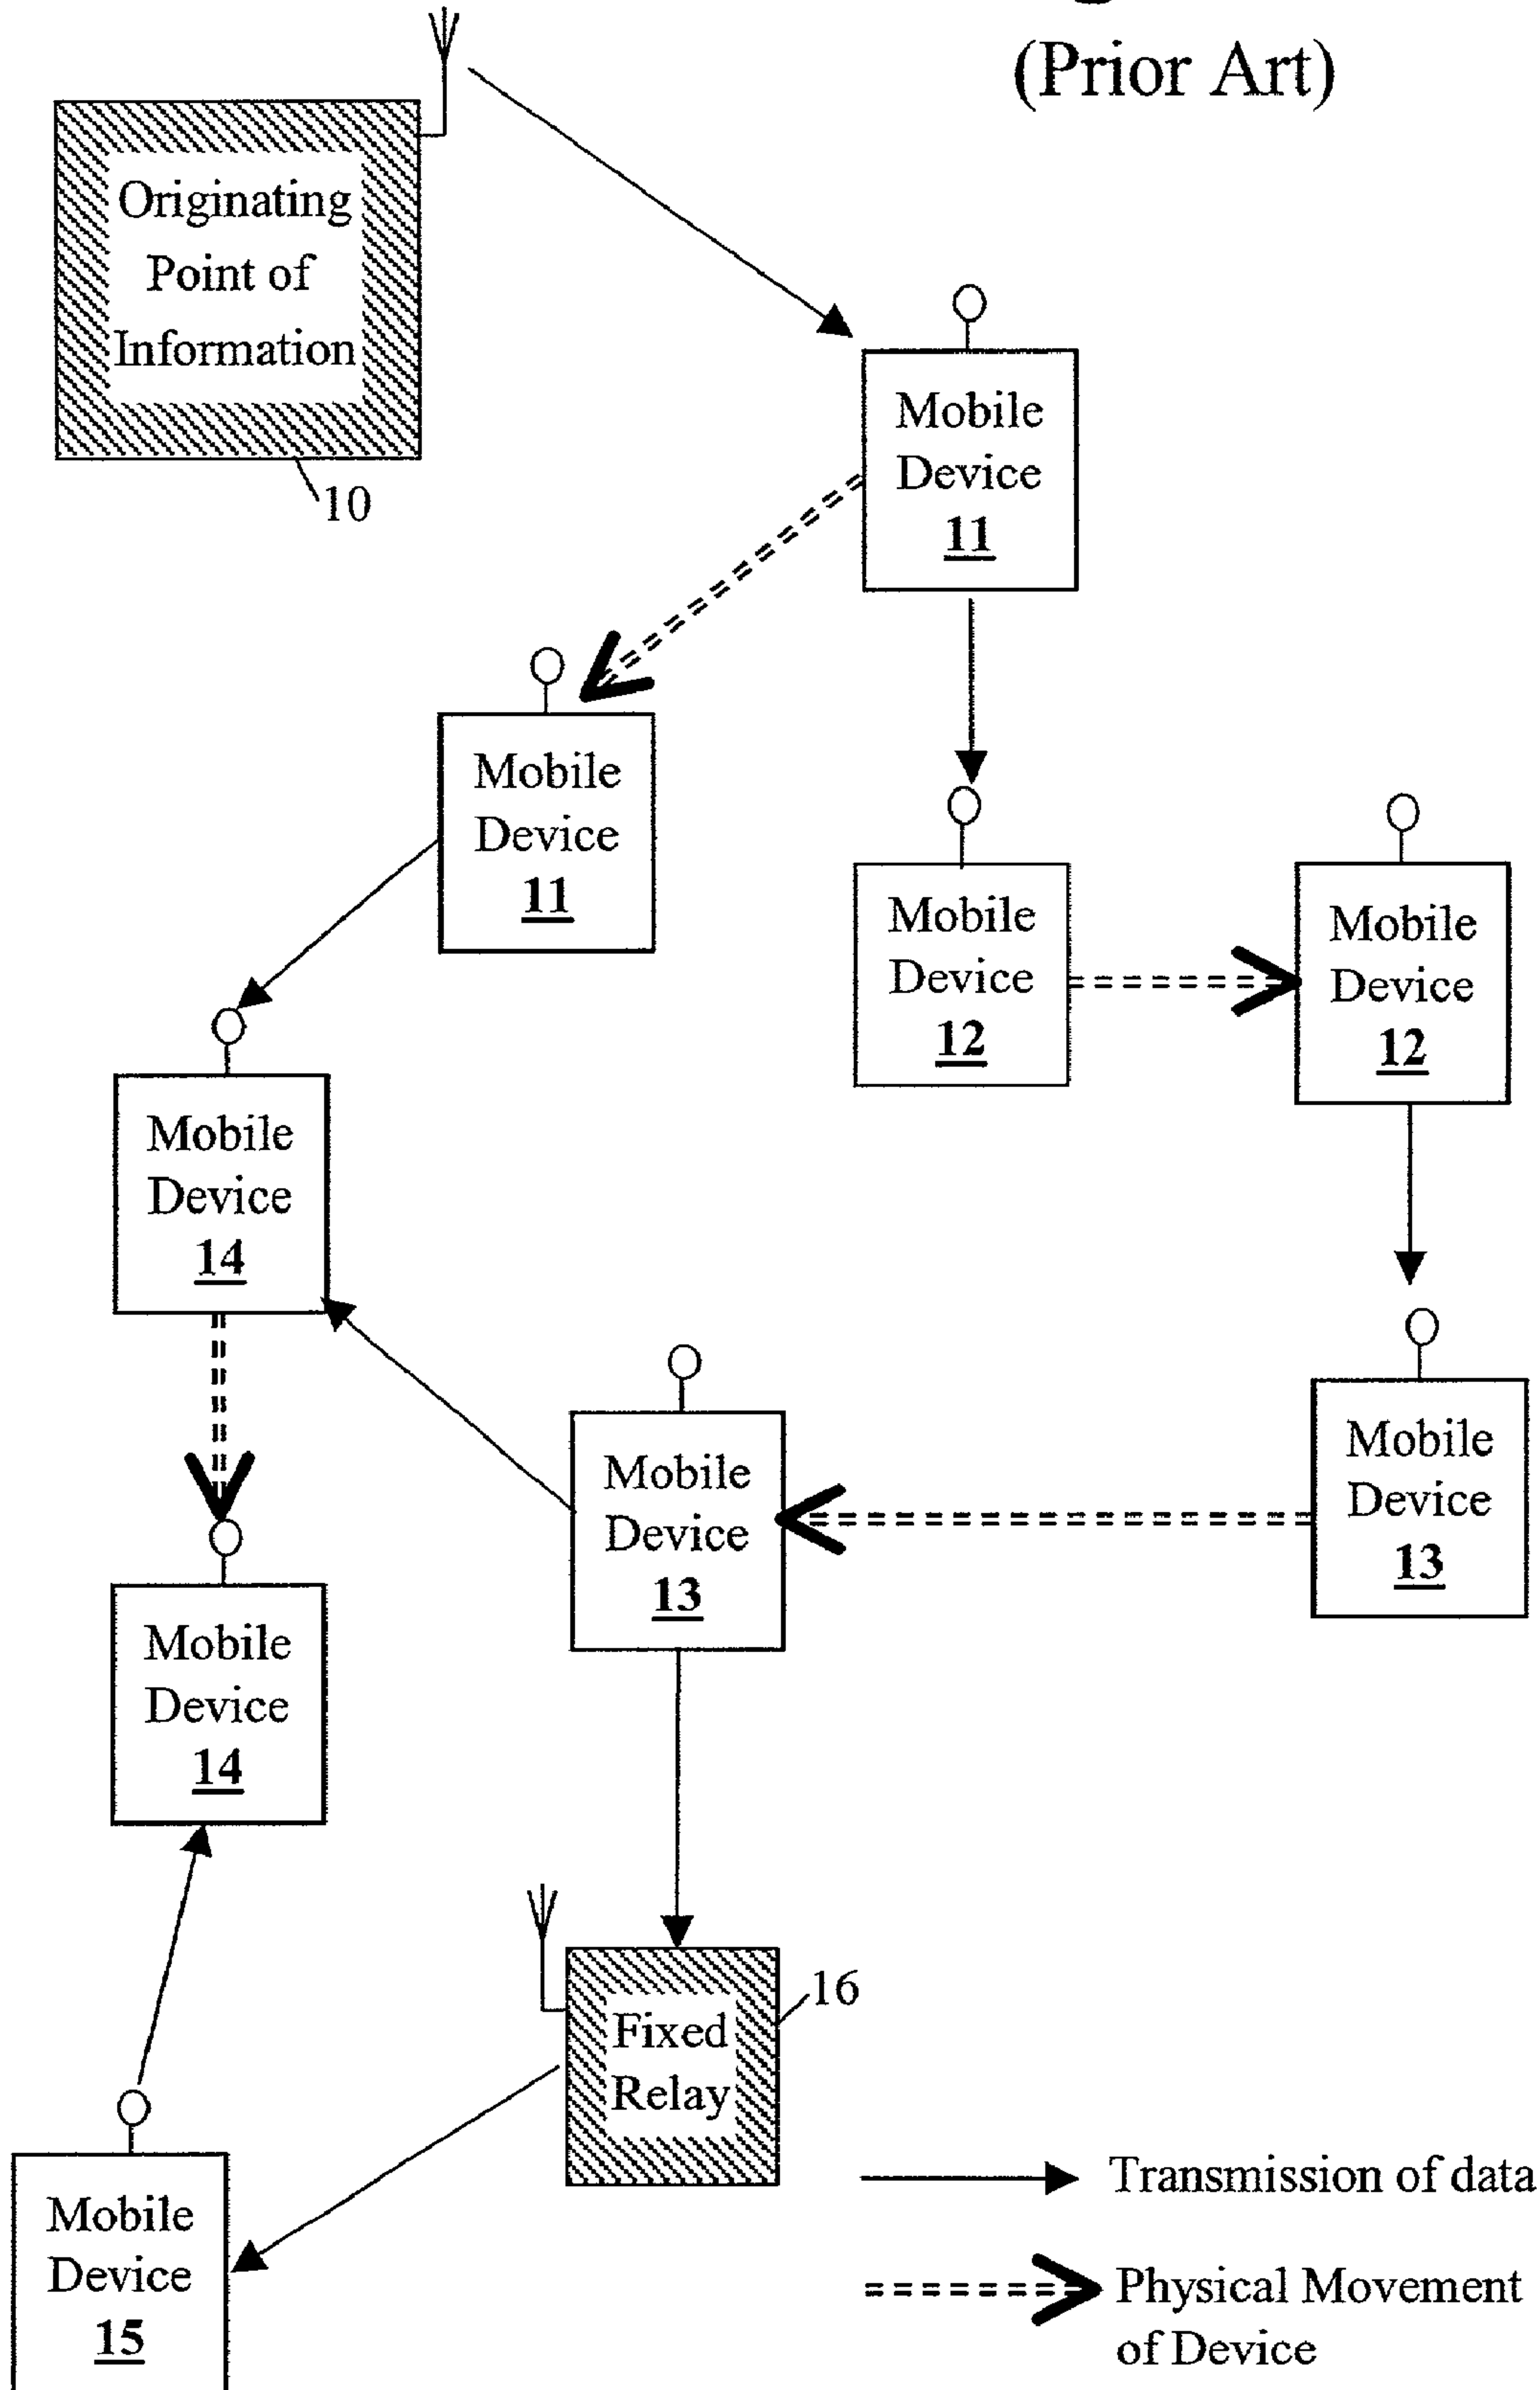 (Prior Art)
Originating
Point of
Information
10
Mobile
Device
11
Mobile
Device
11
Mobile
Device
12
Mobile
Device
12
Mobile
Device
14
Mobile
Device
13
Mobile
Device
13
Mobile
Device
14
16
Fixed
Relay
Mobile
Device
15
Transmission of data
Physical Movement
of Device